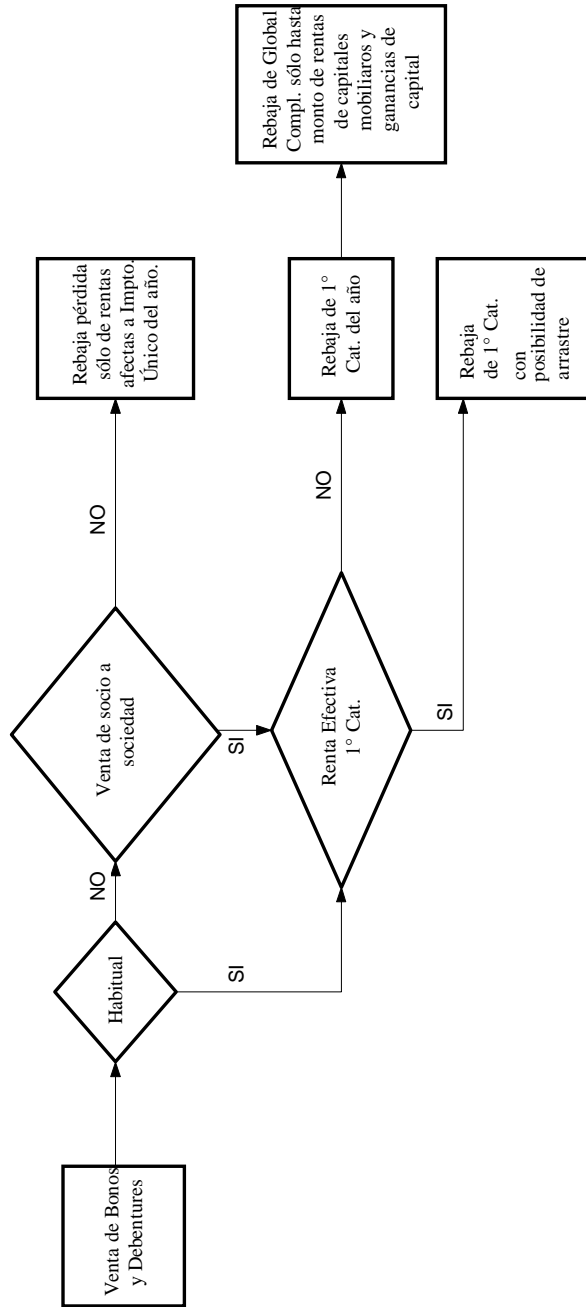 Venta de Bonos
y Debentures
Habitual
NO
SI
Venta de socio a
sociedad
NO
SI
Rebaja pérdida
sólo de rentas
afectas a Impto.
Único del año.
Renta Efectiva
1° Cat.
NO
SI
Rebaja de 1°
Cat. del año
Rebaja de Global
Compl. sólo hasta
monto de rentas
de capitales
mobiliaros y
ganancias de
capital
Rebaja
de 1° Cat.
con
posibilidad de
arrastre